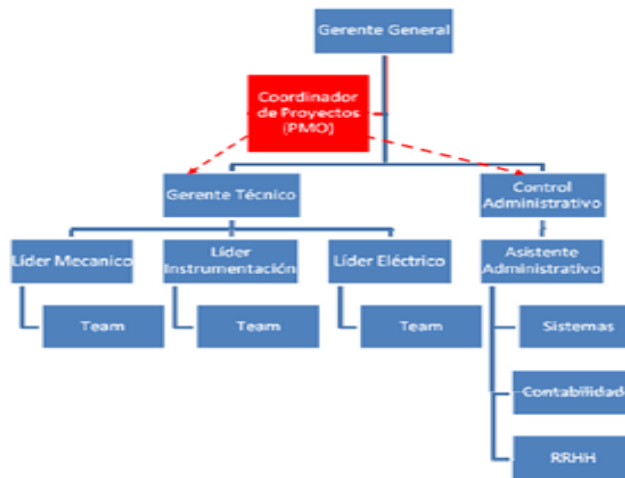 Gerente General
Coordinador
de Proyectos
(PMO)
Gerente Técnico
Control
Administrativo
Líder Mecanico
Líder
Instrumentación
Líder Eléctrico
Asistente
Administrativo
Team
Team
Team
Sistemas
Contabilidad
RRHH